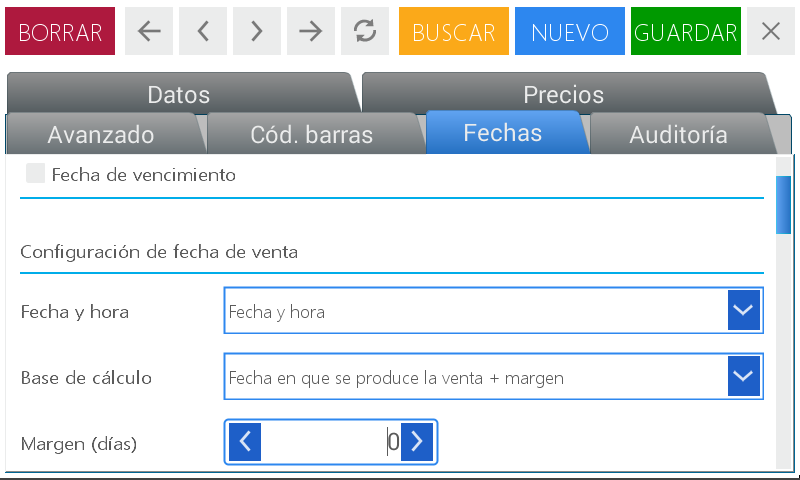 BORRAR BUSCAR NUEVO GUARDAR
Datos Precios
Avanzado Cód. barras Fechas Auditoría
Fecha de vencimiento
Configuración de fecha de venta
Fecha y hora Fecha y hora
Base de cálculo Fecha en que se produce la venta + margen
Margen (días) 0